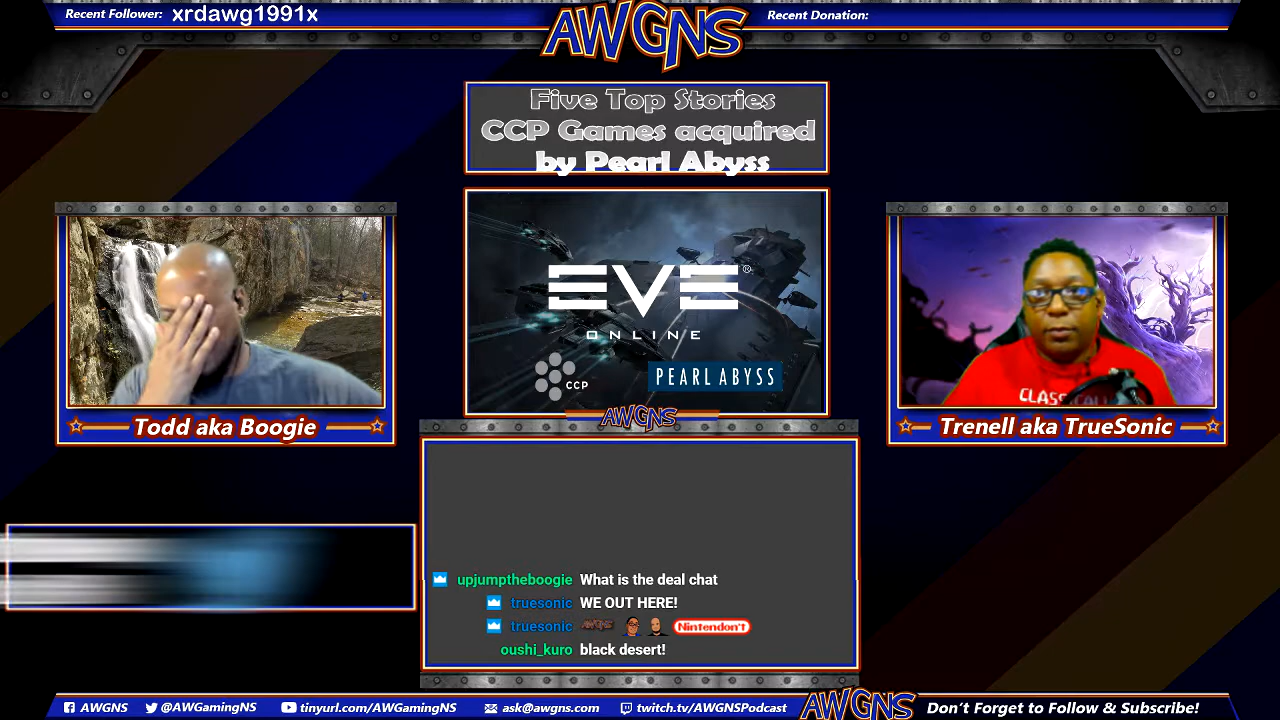 Recent Follower: xrdawg1991x
AWGNS
Recent Donation:
Five Top Stories
CCP Games acquired
by Pearl Abyss
EVE®
ONLINE
CCP
PEARL ABYSS
CLASS
Todd aka Boogie
Trenell aka TrueSonic
AWGNS
upjumptheboogie What is the deal chat
truesonic WE OUT HERE!
truesonic AWGNS Nintendon't
oushi_kuro black desert!
AWGNS
@AWGamingNS
tinyurl.com/AWGamingNS
ask@awgns.com
twitch.tv/AWGNSPodcast
AWGNS
Don't Forget to Follow & Subscribe!